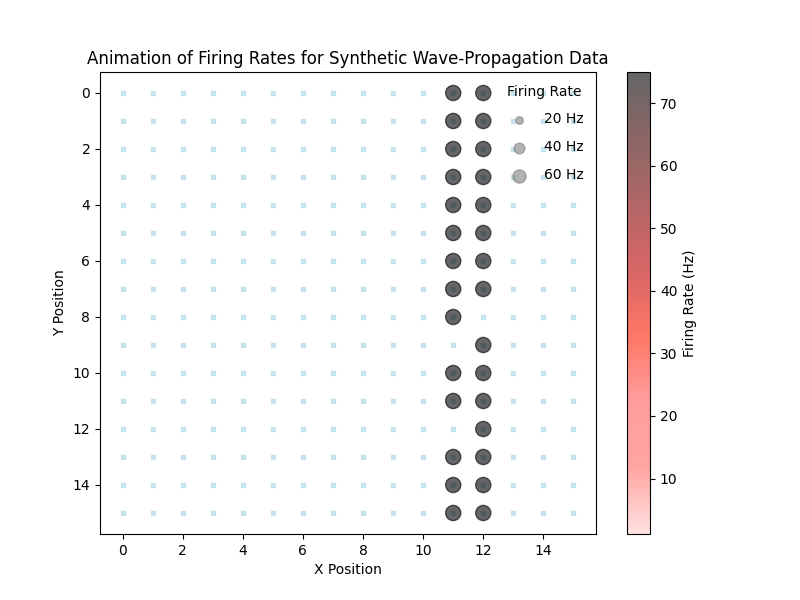 Animation of Firing Rates for Synthetic Wave-Propagation Data
Firing Rate
20 Hz
40 Hz
60 Hz
0
2
4
6
8
10
12
14
Y Position
0
2
4
6
8
10
12
14
X Position
70
60
50
40
30
20
10
Firing Rate (Hz)